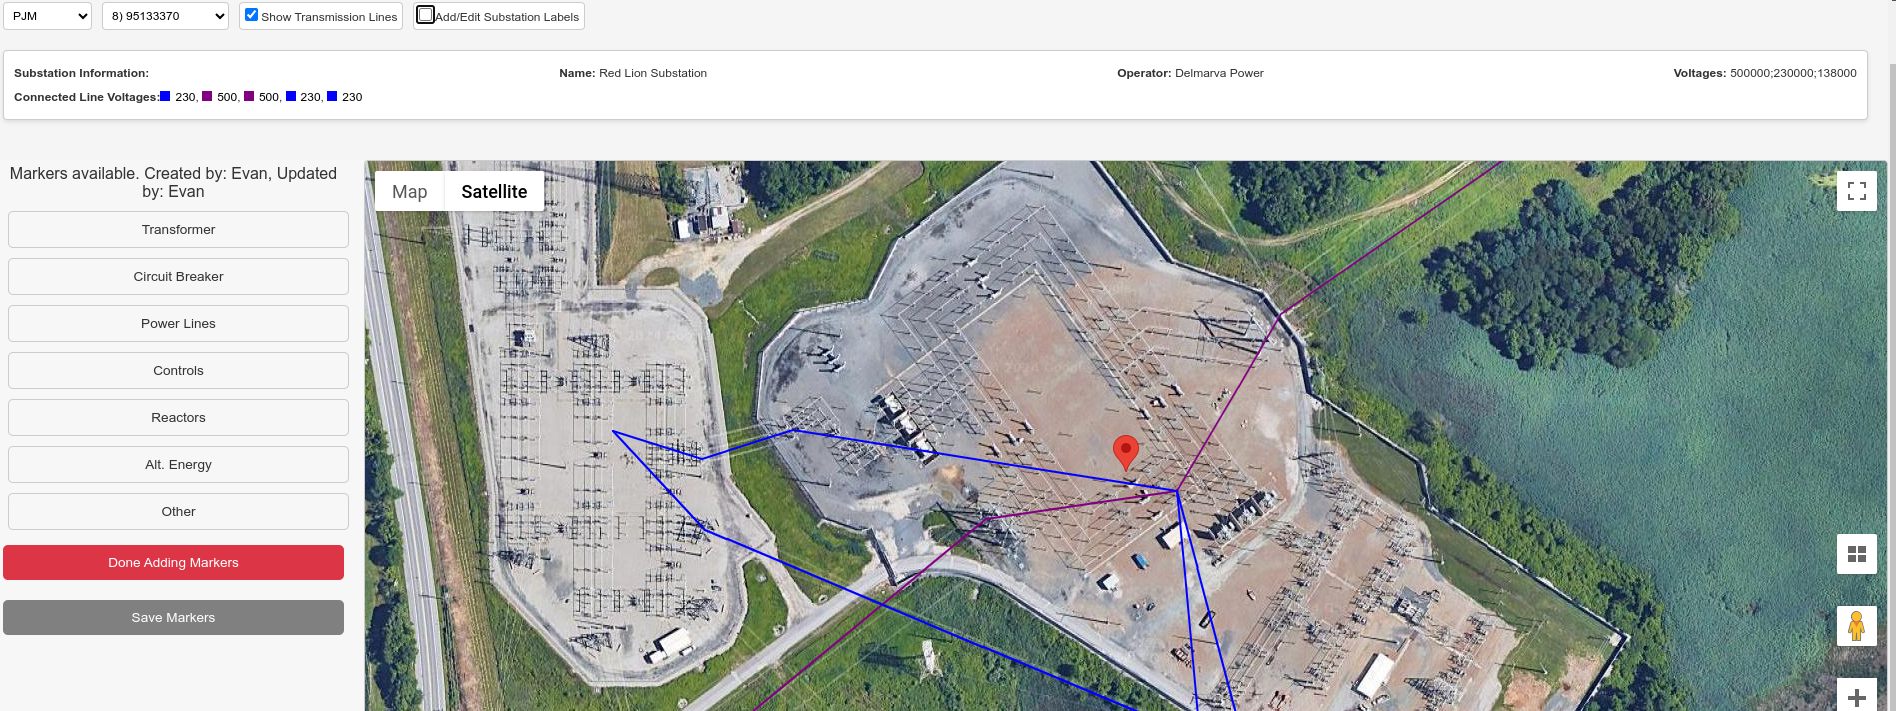 PJM 8) 95133370 Show Transmission Lines Add/Edit Substation Labels
Substation Information: Name: Red Lion Substation Operator: Delmarva Power Voltages: 500000;230000;138000
Connected Line Voltages: 230, 500, 500, 230, 230
Markers available. Created by: Evan, Updated
by: Evan
Map Satellite
Transformer
Circuit Breaker
Power Lines
Controls
Reactors
Alt. Energy
Other
Done Adding Markers
Save Markers